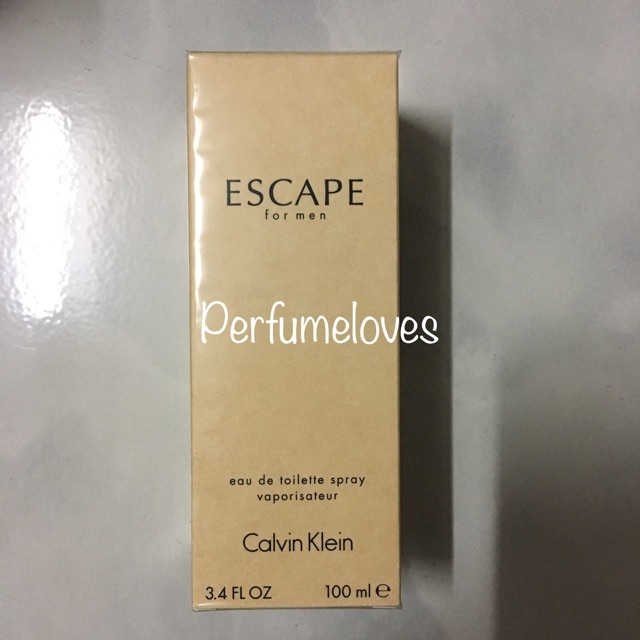 ESCAPE
for men
Perfumeloves
eau de toilette spray
vaporisateur
Calvin Klein
3.4 FL OZ 100 ml ℮